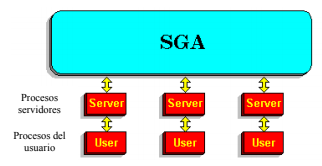 SGA
Procesos
servidores
Server Server Server
Procesos del
usuario
User User User